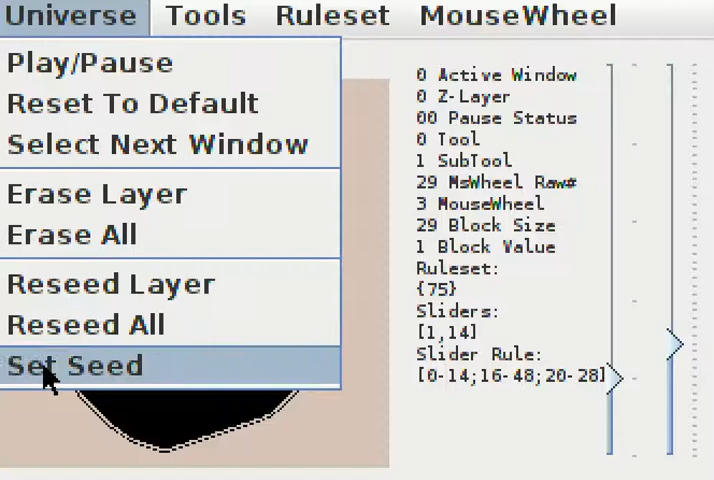 Universe Tools Ruleset MouseWheel
Play/Pause
Reset To Default
Select Next Window
Erase Layer
Erase All
Reseed Layer
Reseed All
Set Seed
0 Active Window
0 Z-Layer
00 Pause Status
0 Tool
1 SubTool
29 MsWheel Raw#
3 MouseWheel
29 Block Size
1 Block Value
Ruleset:
{75}
Sliders:
[1,14]
Slider Rule:
[0-14;16-48;20-28]